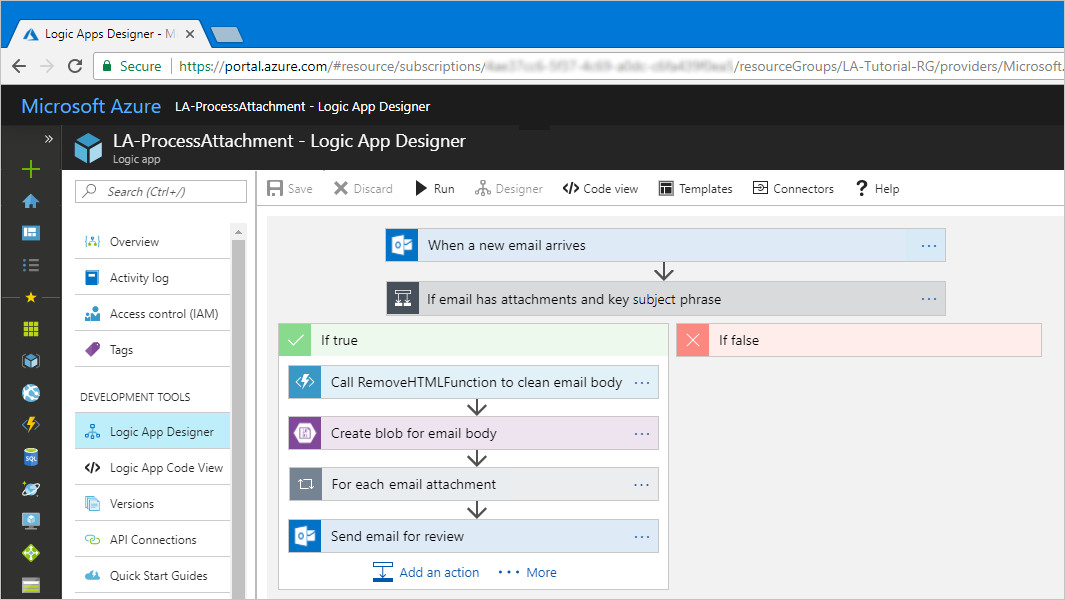 Logic Apps Designer - M
Secure https://portal.azure.com/#resource/subscriptions/ /resourceGroups/LA-Tutorial-RG/providers/Microsoft.
Microsoft Azure LA-ProcessAttachment - Logic App Designer
LA-ProcessAttachment - Logic App Designer
Logic app
Search (Ctrl+/)
Overview
Activity log
Access control (IAM)
Tags
DEVELOPMENT TOOLS
Logic App Designer
Logic App Code View
Versions
API Connections
Quick Start Guides
Save Discard Run Designer Code view Templates Connectors Help
When a new email arrives
If email has attachments and key subject phrase
If true
Call RemoveHTMLFunction to clean email body
Create blob for email body
For each email attachment
Send email for review
Add an action More
If false
SQL